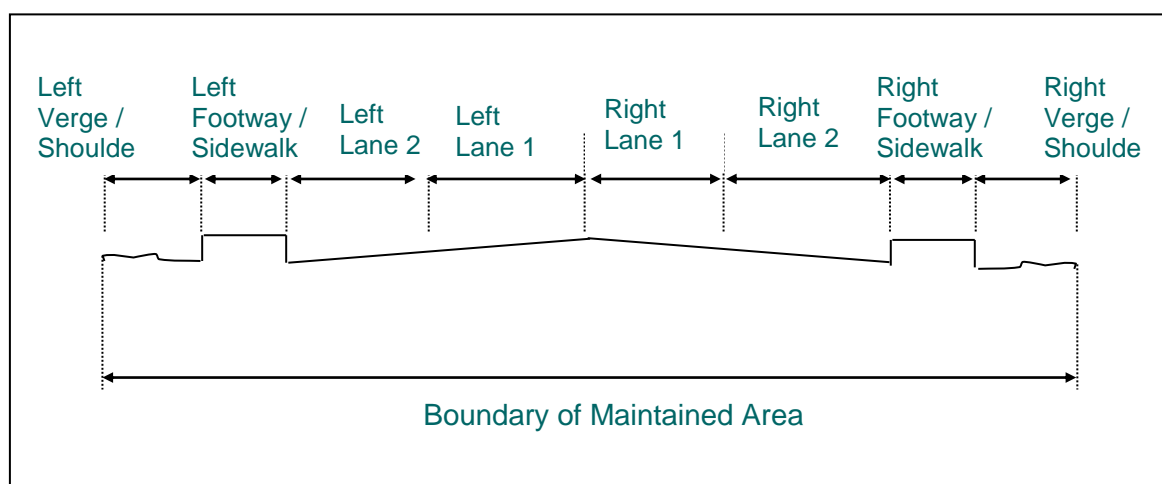 Left
Verge /
Shoulde
Left
Footway /
Sidewalk
Left
Lane 2
Left
Lane 1
Right
Lane 1
Right
Lane 2
Right
Footway /
Sidewalk
Right
Verge /
Shoulde
Boundary of Maintained Area